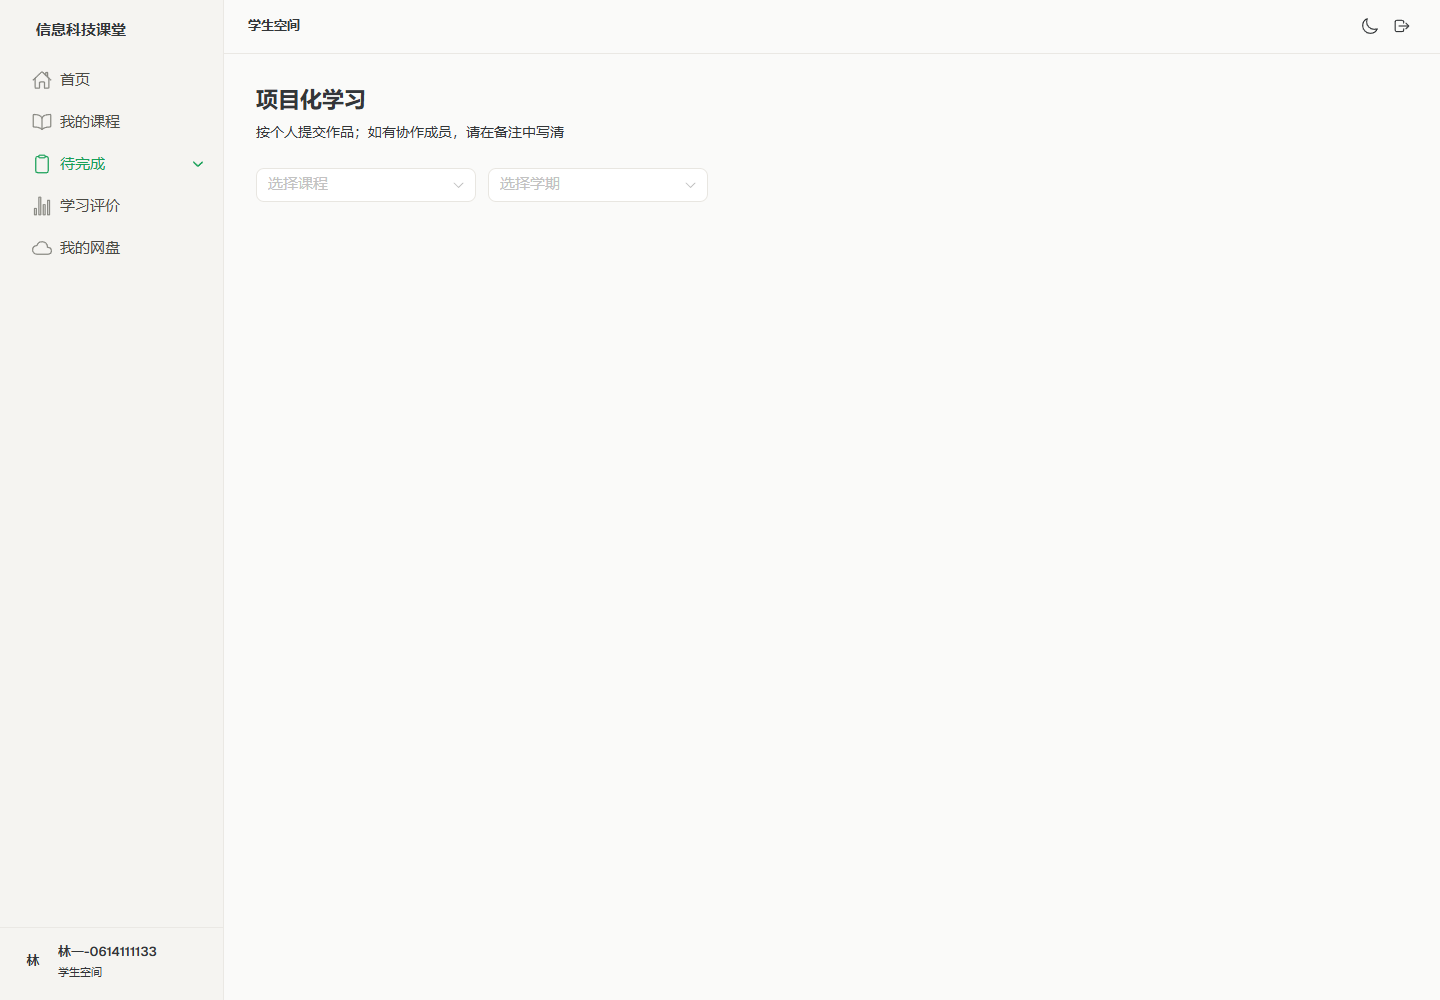 信息科技课堂
首页
我的课程
待完成
学习评价
我的网盘
林
林一-0614111133
学生空间
学生空间
项目化学习
按个人提交作品；如有协作成员，请在备注中写清
选择课程
选择学期